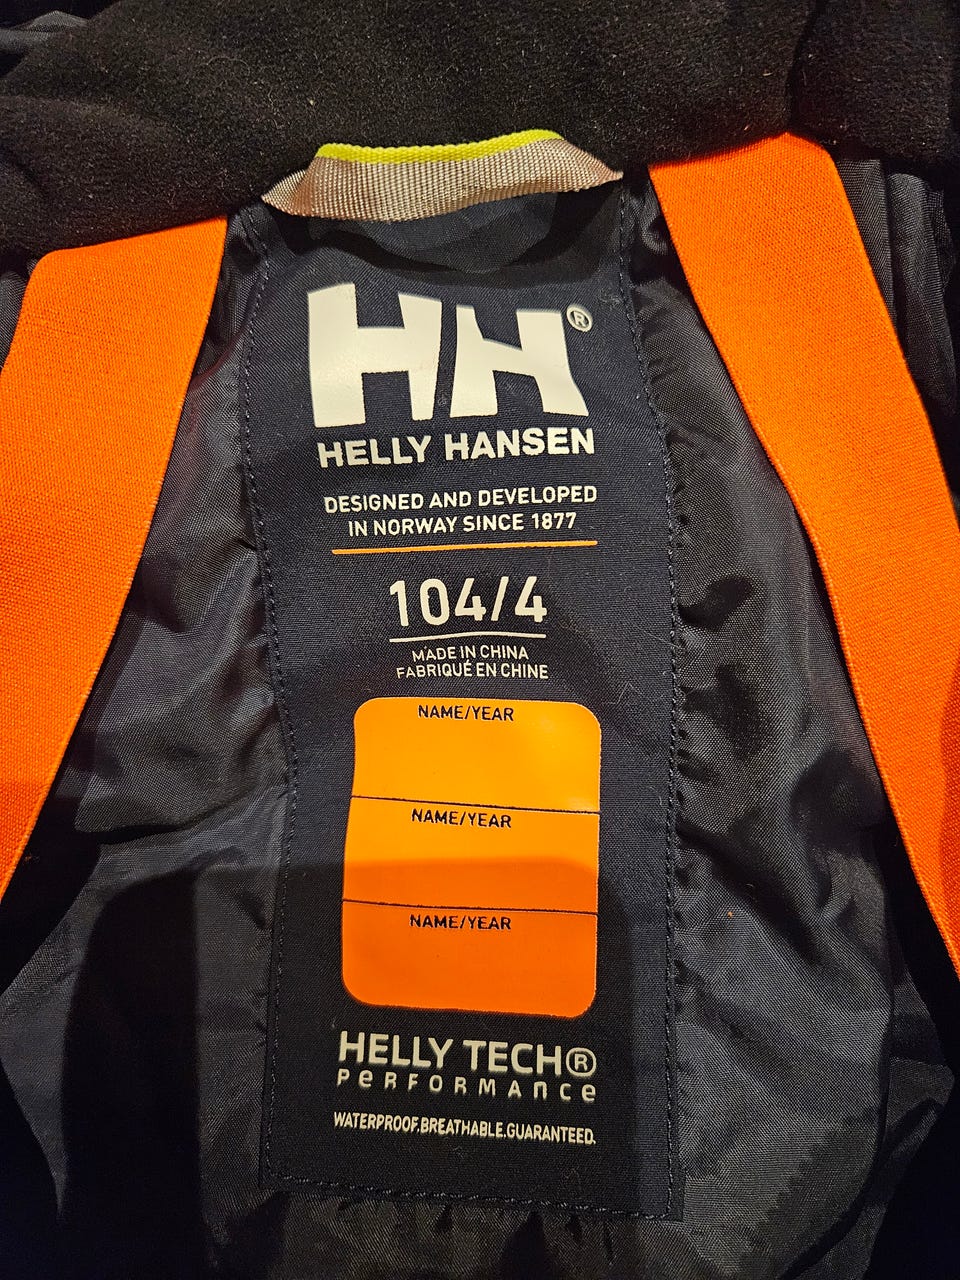 HH®
HELLY HANSEN
DESIGNED AND DEVELOPED
IN NORWAY SINCE 1877
104/4
MADE IN CHINA
FABRIQUÉ EN CHINE
NAME/YEAR
NAME/YEAR
NAME/YEAR
HELLY TECH®
PERFORMANCE
WATERPROOF.BREATHABLE.GUARANTEED.